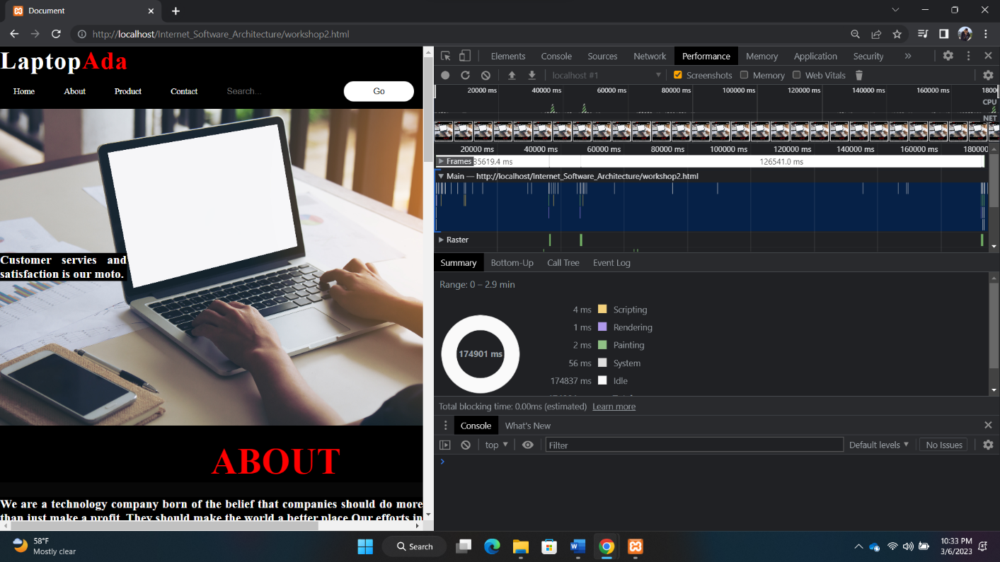 Document
http://localhost/Internet_Software_Architecture/workshop2.html
LaptopAda
Home About Product Contact Search... Go
Customer servies and
satisfaction is our moto.
ABOUT
We are a technology company born of the belief that companies should do more
than just make a profit. They should make the world a better place.Our efforts in
Elements Console Sources Network Performance Memory Application Security
localhost #1 Screenshots Memory Web Vitals
20000 ms 40000 ms 60000 ms 80000 ms 100000 ms 120000 ms 140000 ms 160000 ms 1800
CPU
NET
20000 ms 40000 ms 60000 ms 80000 ms 100000 ms 120000 ms 140000 ms 160000 ms 180000
Frames 35619.4 ms 126541.0 ms
Main — http://localhost/Internet_Software_Architecture/workshop2.html
Raster
Summary Bottom-Up Call Tree Event Log
Range: 0 – 2.9 min
4 ms Scripting
1 ms Rendering
2 ms Painting
56 ms System
174837 ms Idle
174901 ms
Total blocking time: 0.00ms (estimated) Learn more
Console What's New
top Filter Default levels No Issues
58°F
Mostly clear
Search
10:33 PM
3/6/2023